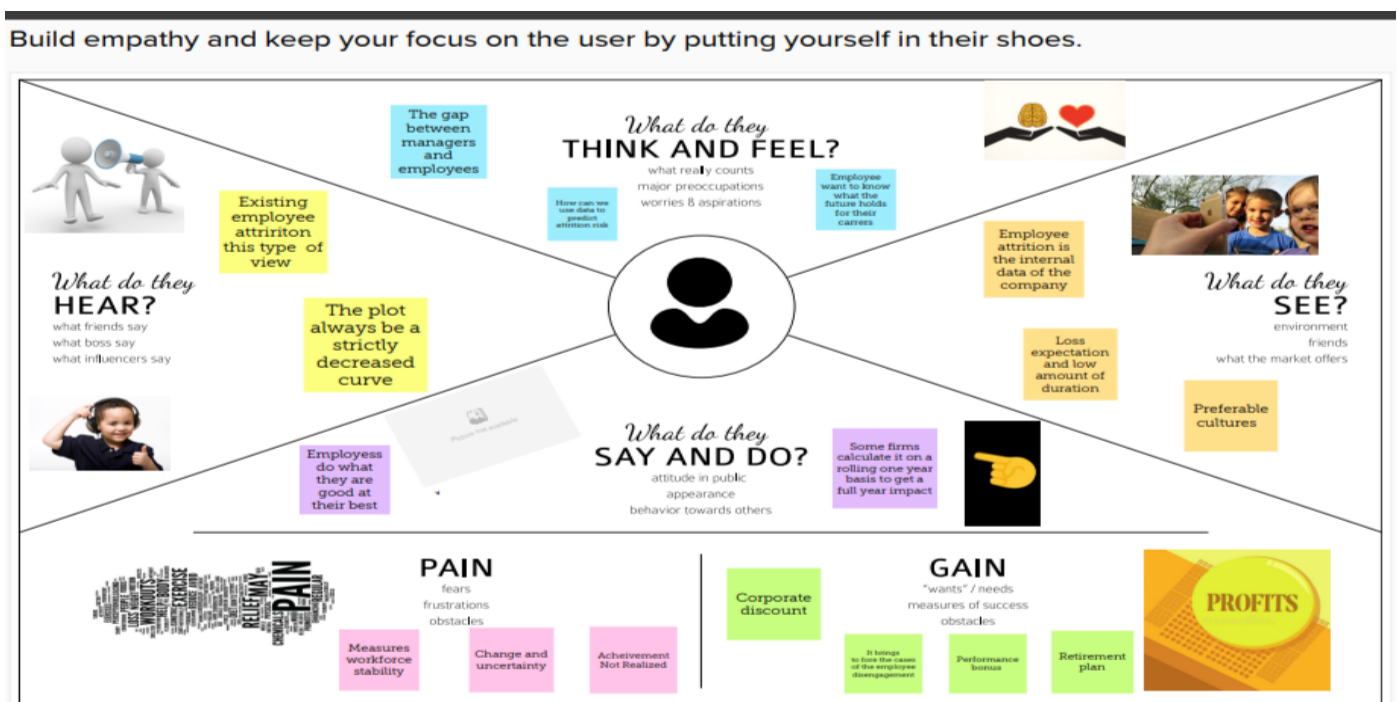 Build empathy and keep your focus on the user by putting yourself in their shoes.
The gap
between
managers
and
employees
What do they
THINK AND FEEL?
what really counts
major preoccupations
worries & aspirations
How can we
use data to
predict
attrition risk
Employee
want to know
what the
future holds
for their
carrers
Existing
employee
attririton
this type of
view
The plot
always be a
strictly
decreased
curve
What do they
HEAR?
what friends say
what boss say
what influencers say
Employee
attrition is
the internal
data of the
company
Loss
expectation
and low
amount of
duration
Preferable
cultures
What do they
SEE?
environment
friends
what the market offers
Picture not available
Employess
do what
they are
good at
their best
What do they
SAY AND DO?
attitude in public
appearance
behavior towards others
Some firms
calculate it on a
rolling one year
basis to get a
full year impact
PAIN
fears
frustrations
obstacles
WORKOUTS
EXERCISE
RELIEF
MAY
PAIN
Measures
workforce
stability
Change and
uncertainty
Acheivement
Not Realized
GAIN
"wants" / needs
measures of success
obstacles
Corporate
discount
It brings
to fore the cases
of the employee
disengagement
Performance
bonus
Retirement
plan
PROFITS